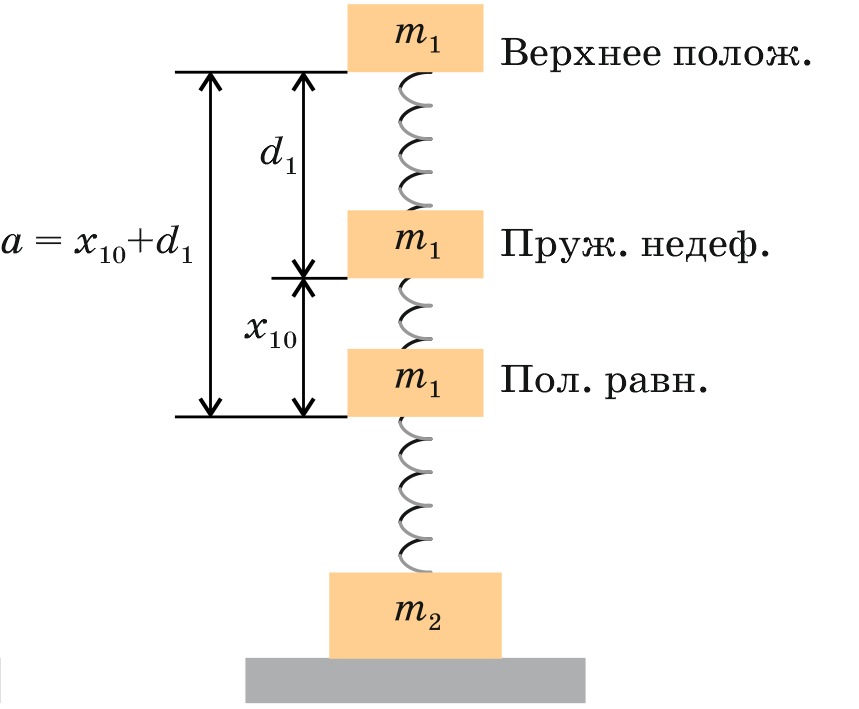 m₁
Верхнее полож.
d₁
m₁
a = x₁₀+d₁
Пруж. недеф.
x₁₀
m₁
Пол. равн.
m₂